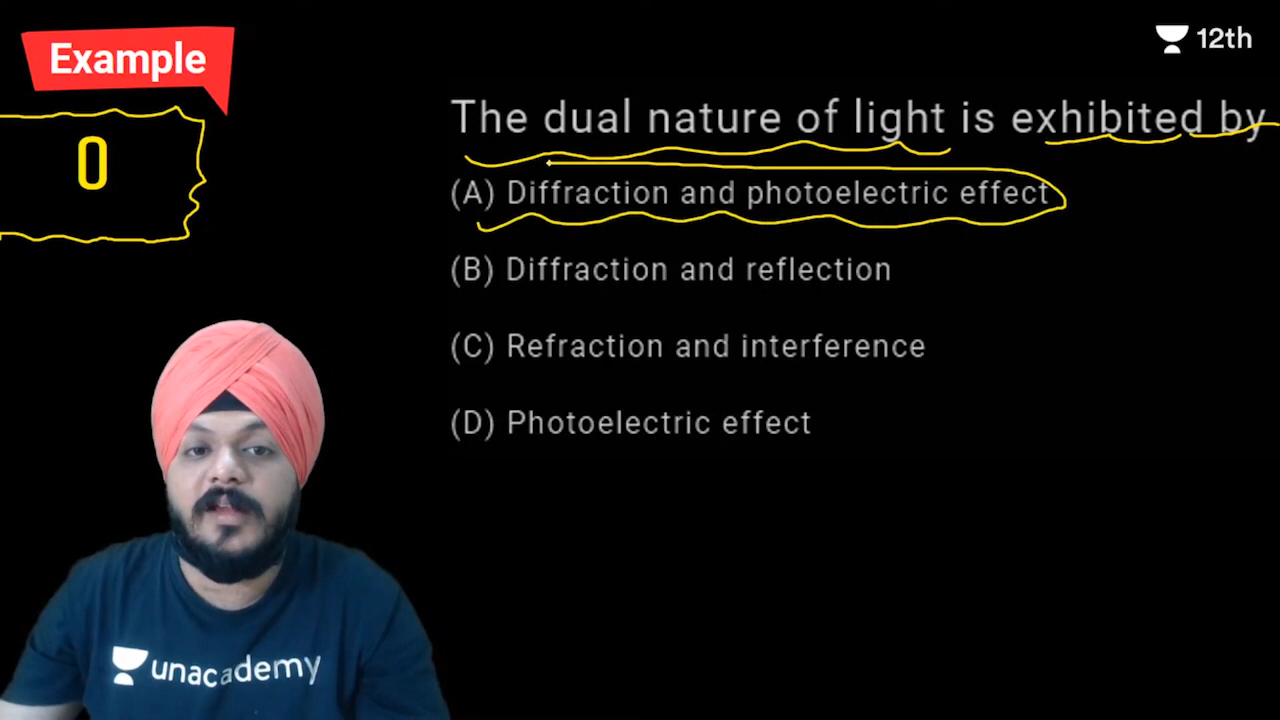 Example
12th
0
The dual nature of light is exhibited by
(A) Diffraction and photoelectric effect
(B) Diffraction and reflection
(C) Refraction and interference
(D) Photoelectric effect
unacademy